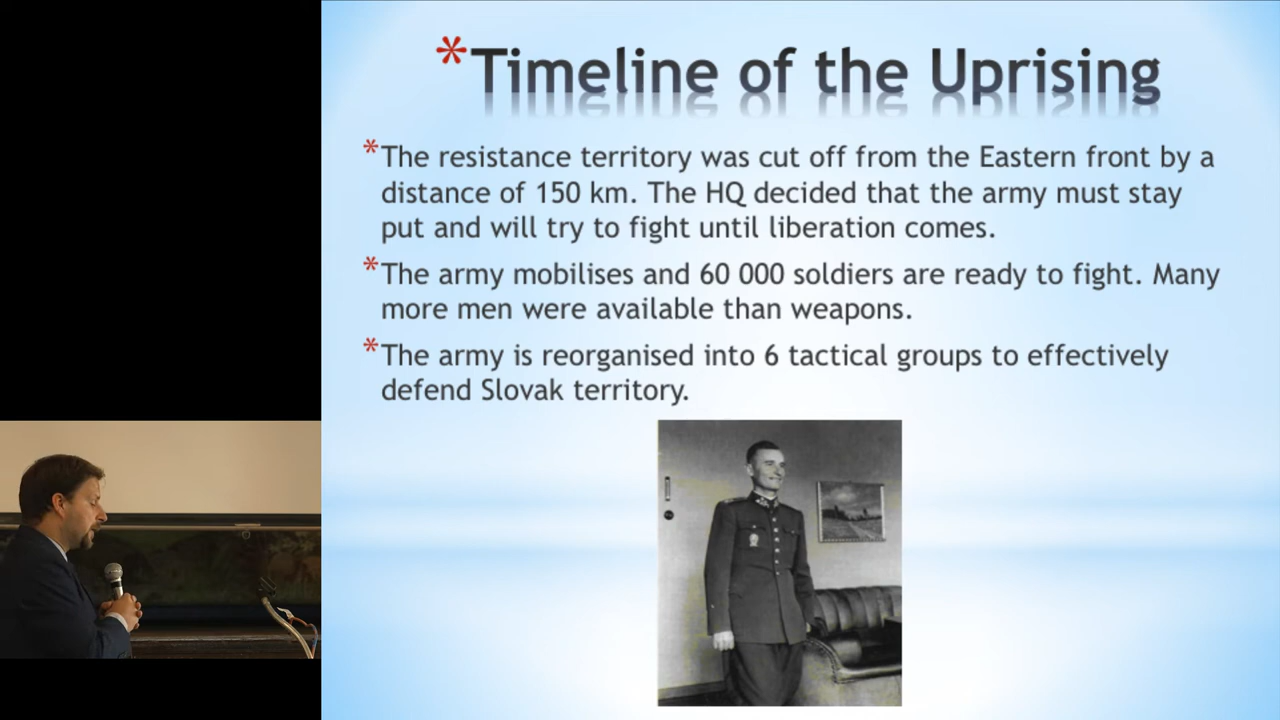 *Timeline of the Uprising
*The resistance territory was cut off from the Eastern front by a
distance of 150 km. The HQ decided that the army must stay
put and will try to fight until liberation comes.
*The army mobilises and 60 000 soldiers are ready to fight. Many
more men were available than weapons.
*The army is reorganised into 6 tactical groups to effectively
defend Slovak territory.